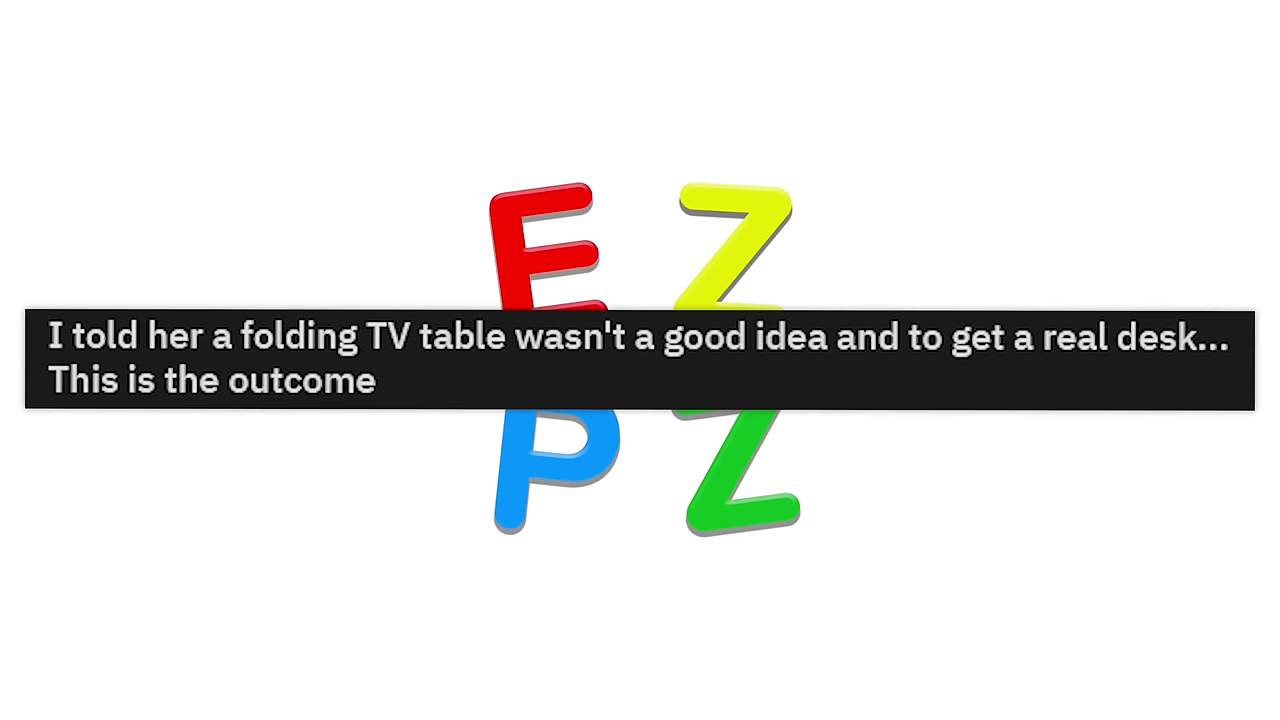 E Z
I told her a folding TV table wasn't a good idea and to get a real desk...
This is the outcome
P Z